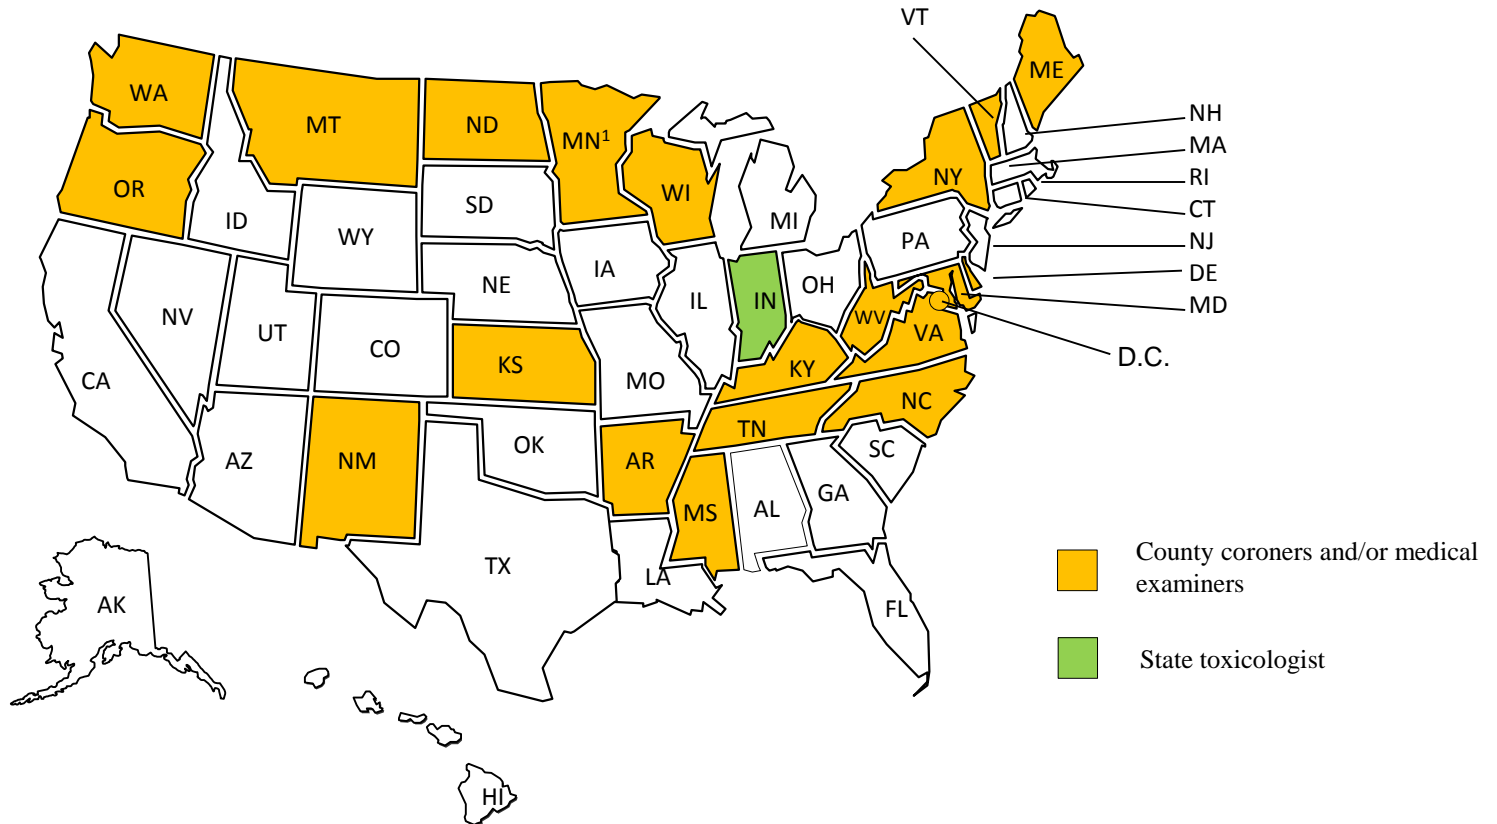 VT
ME
WA
MT
ND
MN¹
NH
MA
OR
SD
WI
NY
RI
ID
WY
MI
CT
PA
NJ
IA
NE
OH
DE
IL
IN
MD
NV
UT
CO
WV
VA
D.C.
CA
KS
MO
KY
NC
TN
OK
AZ
NM
AR
SC
GA
MS
AL
TX
LA
County coroners and/or medical
examiners
AK
FL
State toxicologist
HI